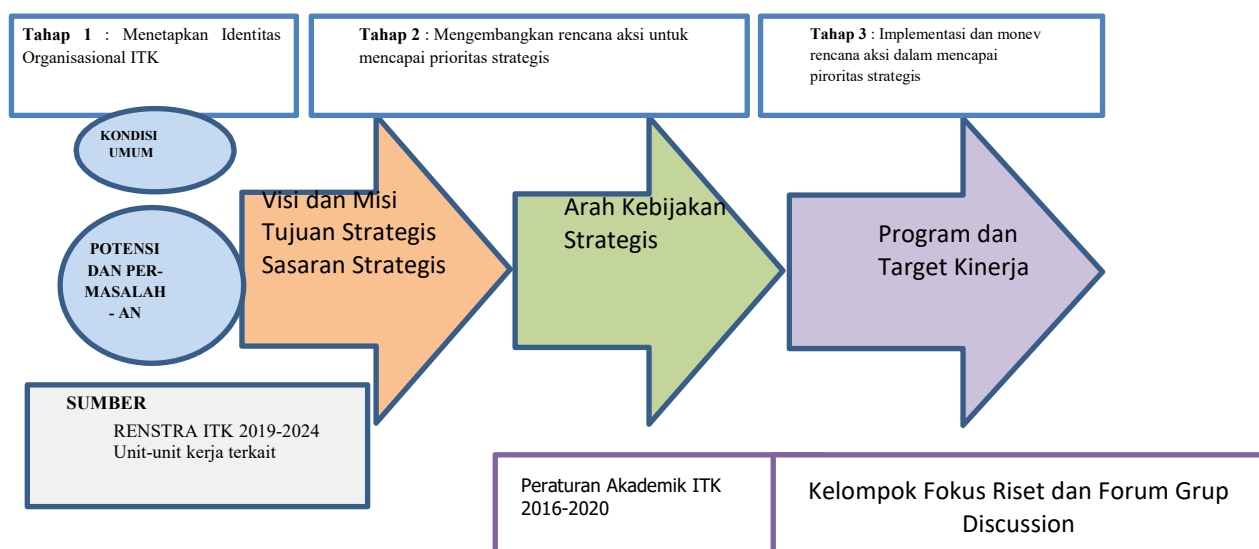 Tahap 1 : Menetapkan Identitas
Organisasional ITK
Tahap 2 : Mengembangkan rencana aksi untuk
mencapai prioritas strategis
Tahap 3 : Implementasi dan monev
rencana aksi dalam mencapai
piroritas strategis
KONDISI
UMUM
POTENSI
DAN PER-
MASALAH
- AN
Visi dan Misi
Tujuan Strategis
Sasaran Strategis
Arah Kebijakan
Strategis
Program dan
Target Kinerja
SUMBER
RENSTRA ITK 2019-2024
Unit-unit kerja terkait
Peraturan Akademik ITK
2016-2020
Kelompok Fokus Riset dan Forum Grup
Discussion